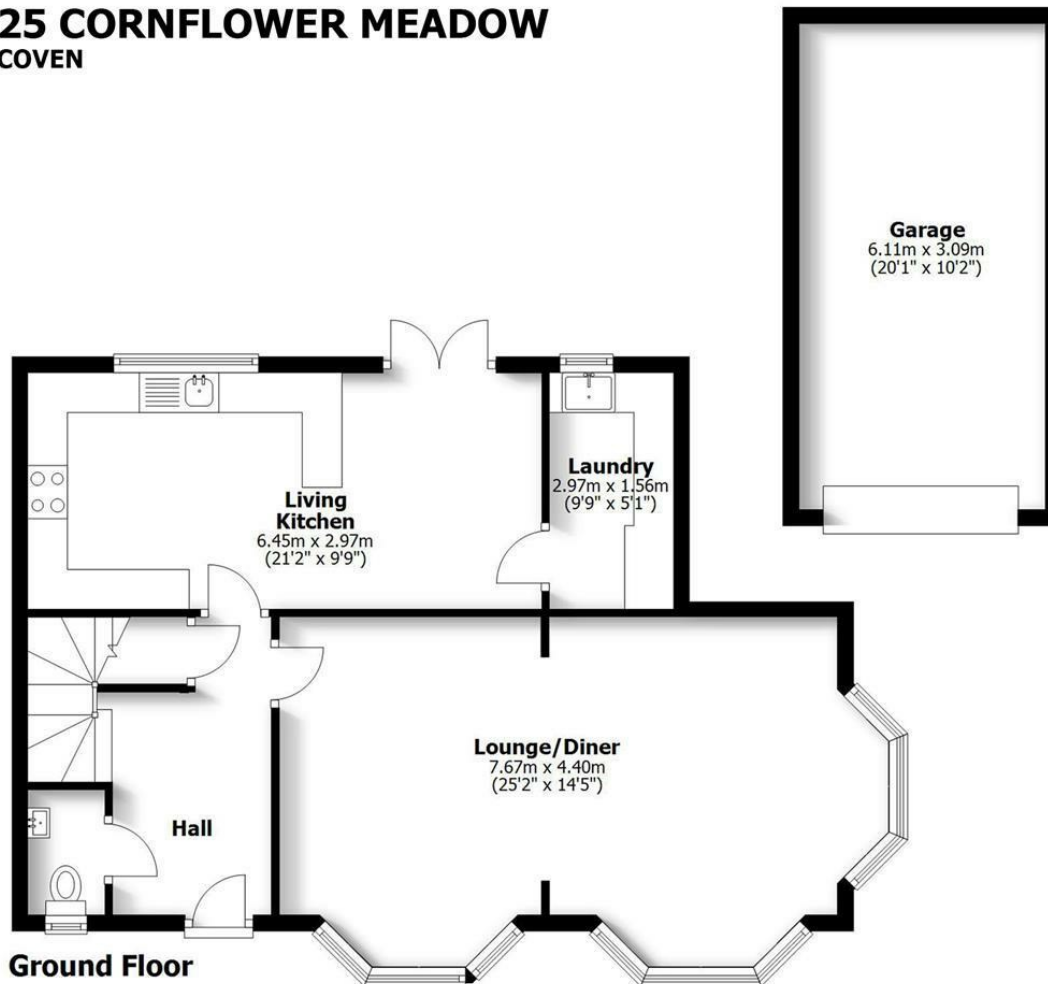 25 CORNFLOWER MEADOW
COVEN
Garage
6.11m x 3.09m
(20'1" x 10'2")
Laundry
2.97m x 1.56m
(9'9" x 5'1")
Living
Kitchen
6.45m x 2.97m
(21'2" x 9'9")
Lounge/Diner
7.67m x 4.40m
(25'2" x 14'5")
Hall
Ground Floor